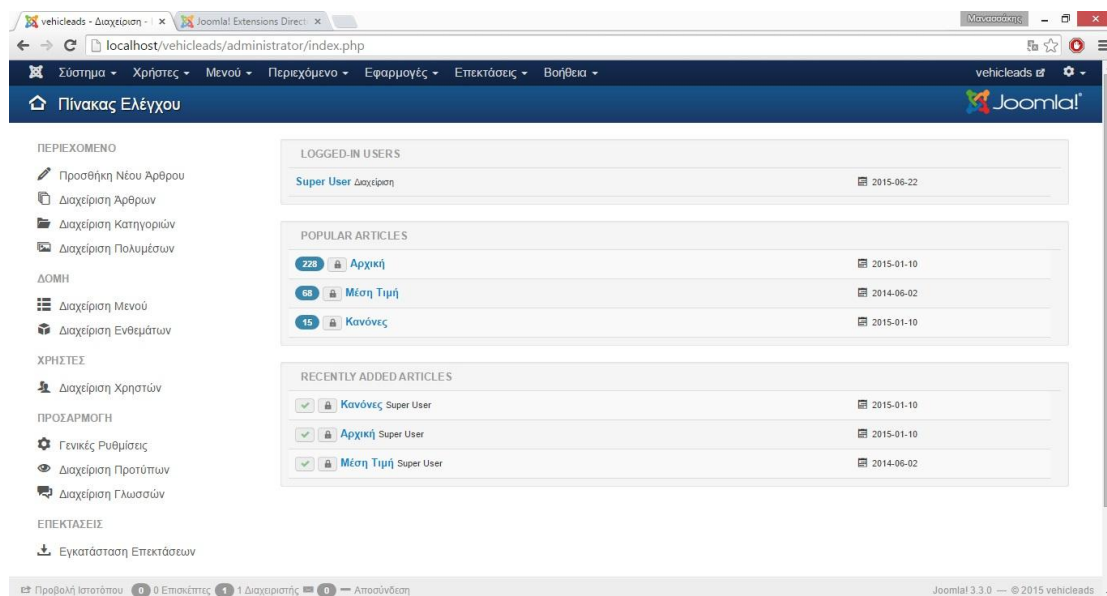 vehicleads - Διαχείριση -
Joomla! Extensions Direct
Μανασσάκης
localhost/vehicleads/administrator/index.php
Σύστημα Χρήστες Μενού Περιεχόμενο Εφαρμογές Επεκτάσεις Βοήθεια vehicleads
Πίνακας Ελέγχου
Joomla!
ΠΕΡΙΕΧΟΜΕΝΟ
Προσθήκη Νέου Άρθρου
Διαχείριση Άρθρων
Διαχείριση Κατηγοριών
Διαχείριση Πολυμέσων
ΔΟΜΗ
Διαχείριση Μενού
Διαχείριση Ενθεμάτων
ΧΡΗΣΤΕΣ
Διαχείριση Χρηστών
ΠΡΟΣΑΡΜΟΓΗ
Γενικές Ρυθμίσεις
Διαχείριση Προτύπων
Διαχείριση Γλωσσών
ΕΠΕΚΤΑΣΕΙΣ
Εγκατάσταση Επεκτάσεων
LOGGED-IN USERS
Super User Διαχείριση 2015-06-22
POPULAR ARTICLES
228 Αρχική 2015-01-10
68 Μέση Τιμή 2014-06-02
15 Κανόνες 2015-01-10
RECENTLY ADDED ARTICLES
Κανόνες Super User 2015-01-10
Αρχική Super User 2015-01-10
Μέση Τιμή Super User 2014-06-02
Προβολή Ιστοτόπου 0 0 Επισκέπτες 1 1 Διαχειριστής 0 Αποσύνδεση
Joomla! 3.3.0 — © 2015 vehicleads